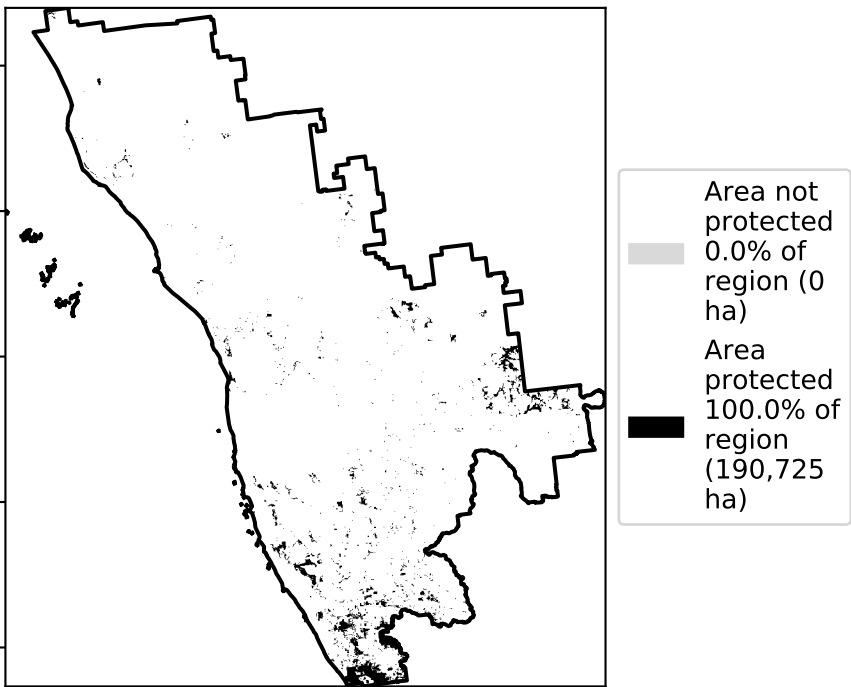 Area not
protected
0.0% of
region (0
ha)
Area
protected
100.0% of
region
(190,725
ha)